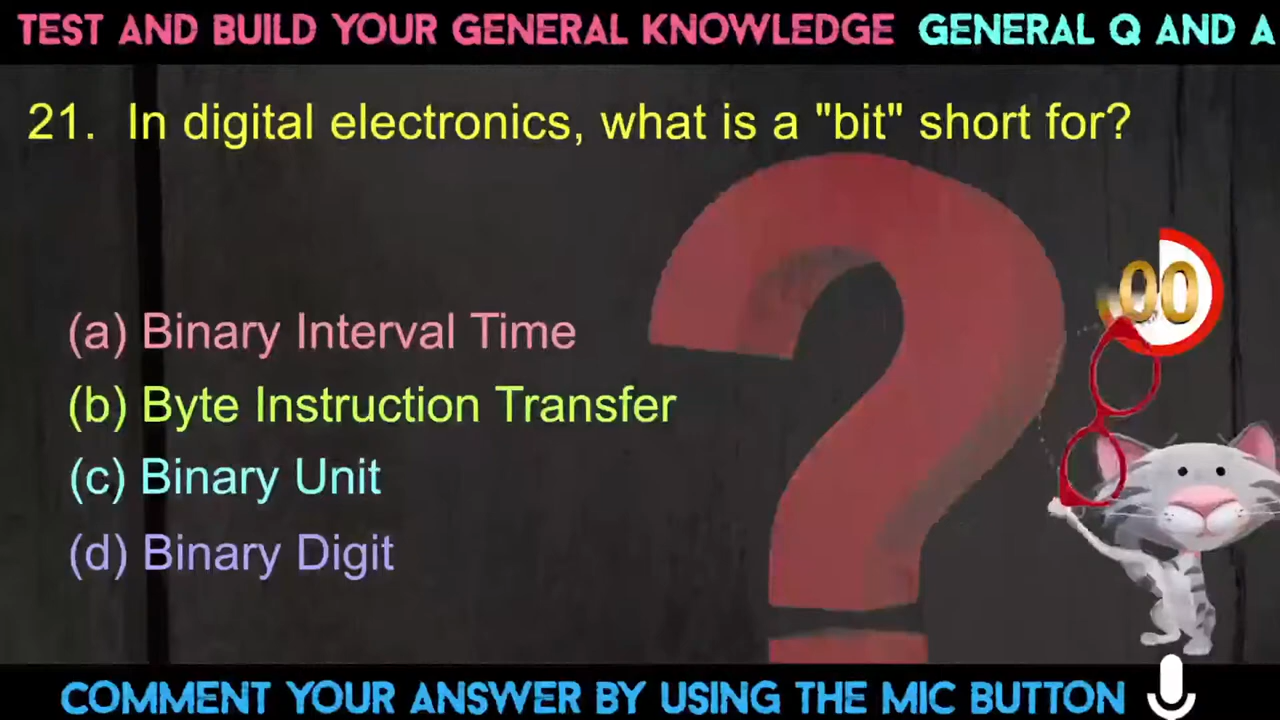 TEST AND BUILD YOUR GENERAL KNOWLEDGE GENERAL Q AND A
21. In digital electronics, what is a "bit" short for?
00
(a) Binary Interval Time
(b) Byte Instruction Transfer
(c) Binary Unit
(d) Binary Digit
COMMENT YOUR ANSWER BY USING THE MIC BUTTON